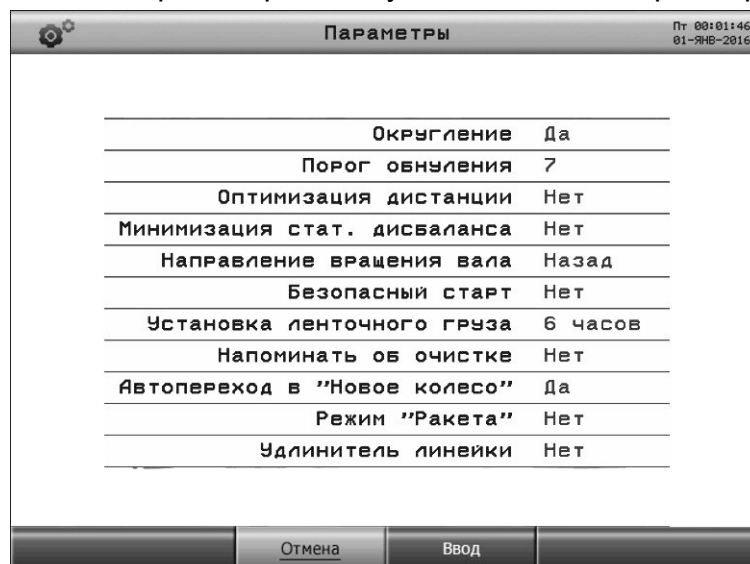 Параметры
Пт 00:01:46
01-ЯНВ-2016
Округление Да
Порог обнуления 7
Оптимизация дистанции Нет
Минимизация стат. дисбаланса Нет
Направление вращения вала Назад
Безопасный старт Нет
Установка ленточного груза 6 часов
Напоминать об очистке Нет
Автопереход в "Новое колесо" Да
Режим "Ракета" Нет
Удлинитель линейки Нет
Отмена Ввод